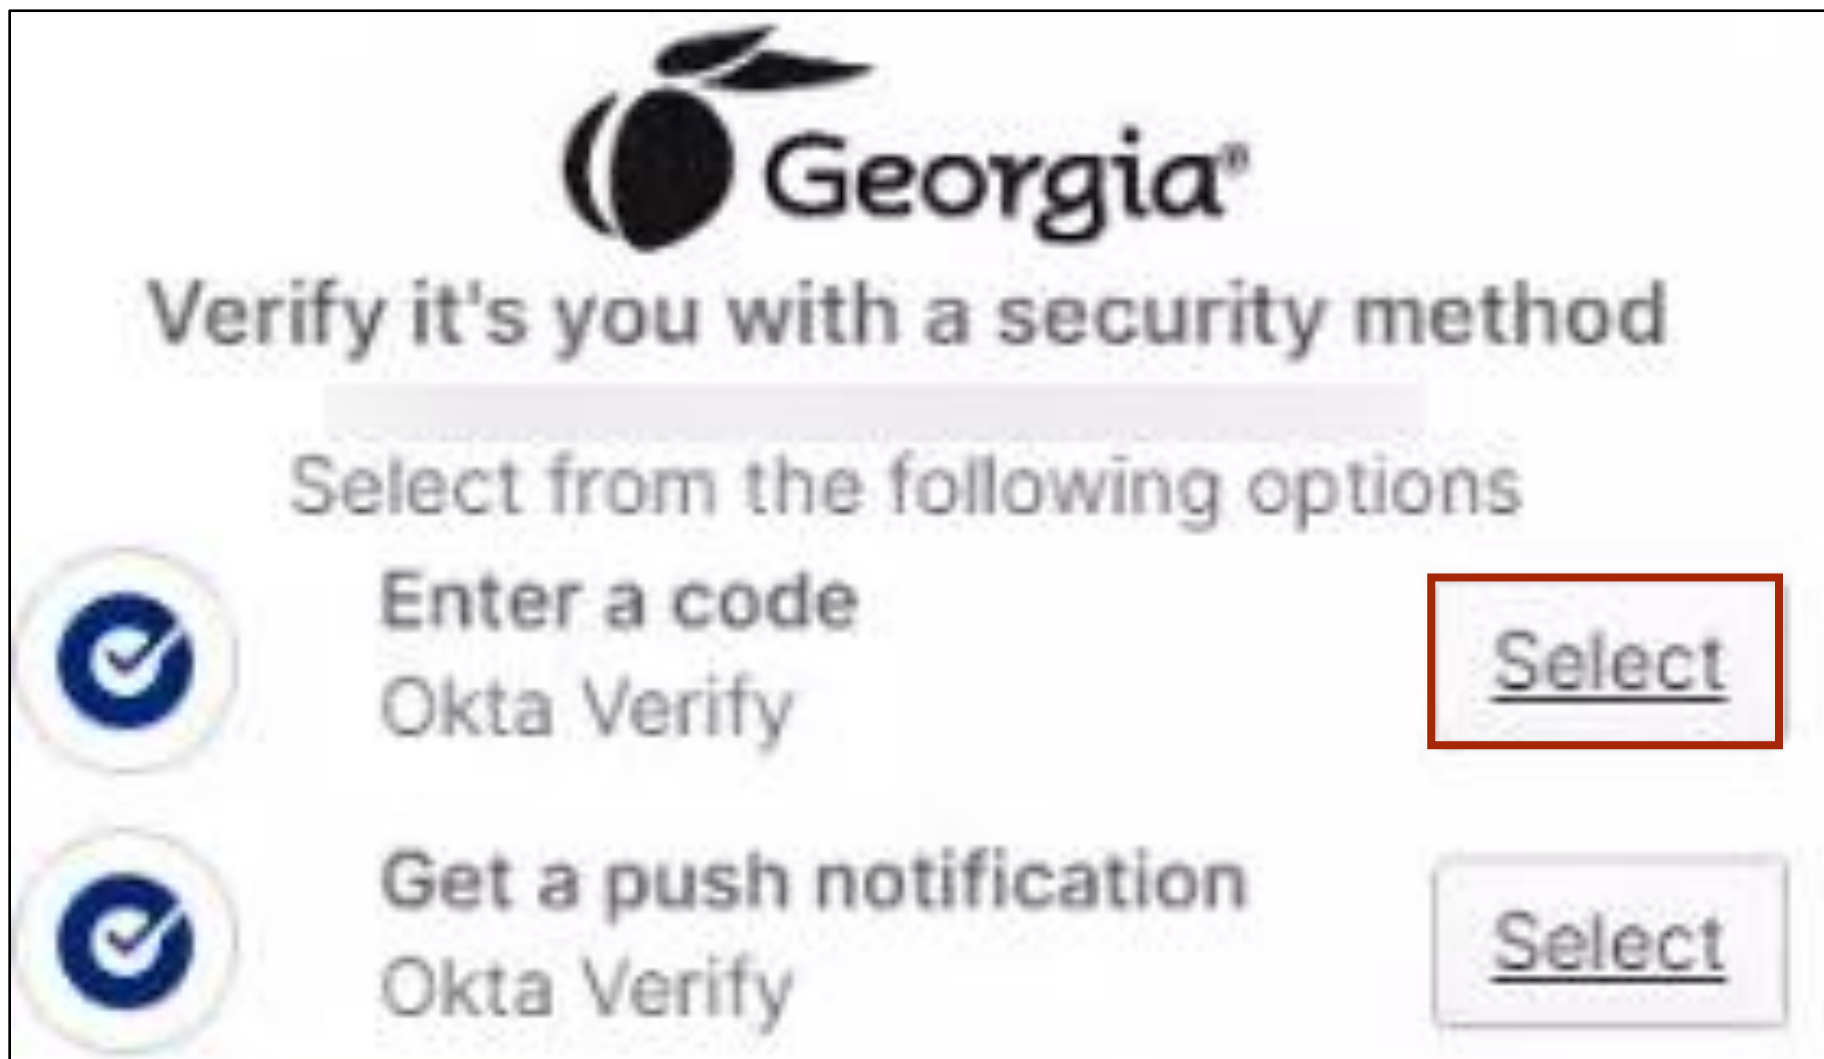 Georgia®
Verify it's you with a security method
Select from the following options
Enter a code
Okta Verify
Select
Get a push notification
Okta Verify
Select